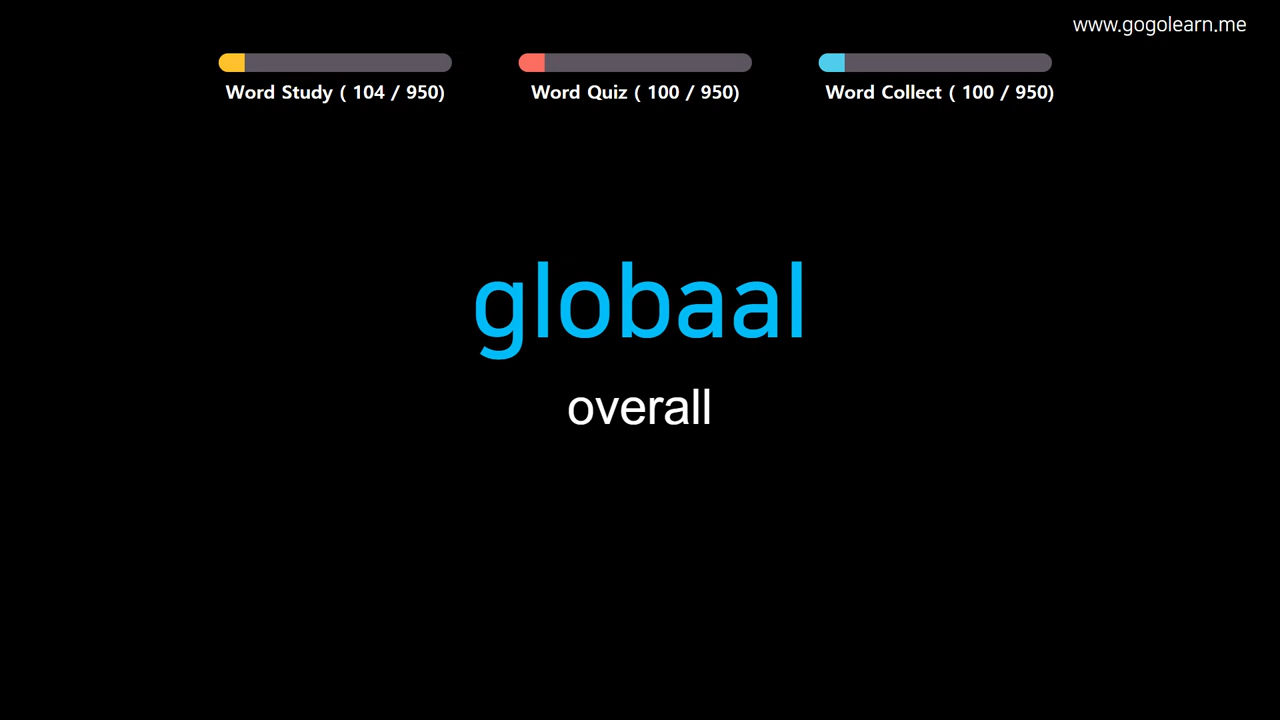 www.gogolearn.me
Word Study ( 104 / 950)
Word Quiz ( 100 / 950)
Word Collect ( 100 / 950)
globaal
overall